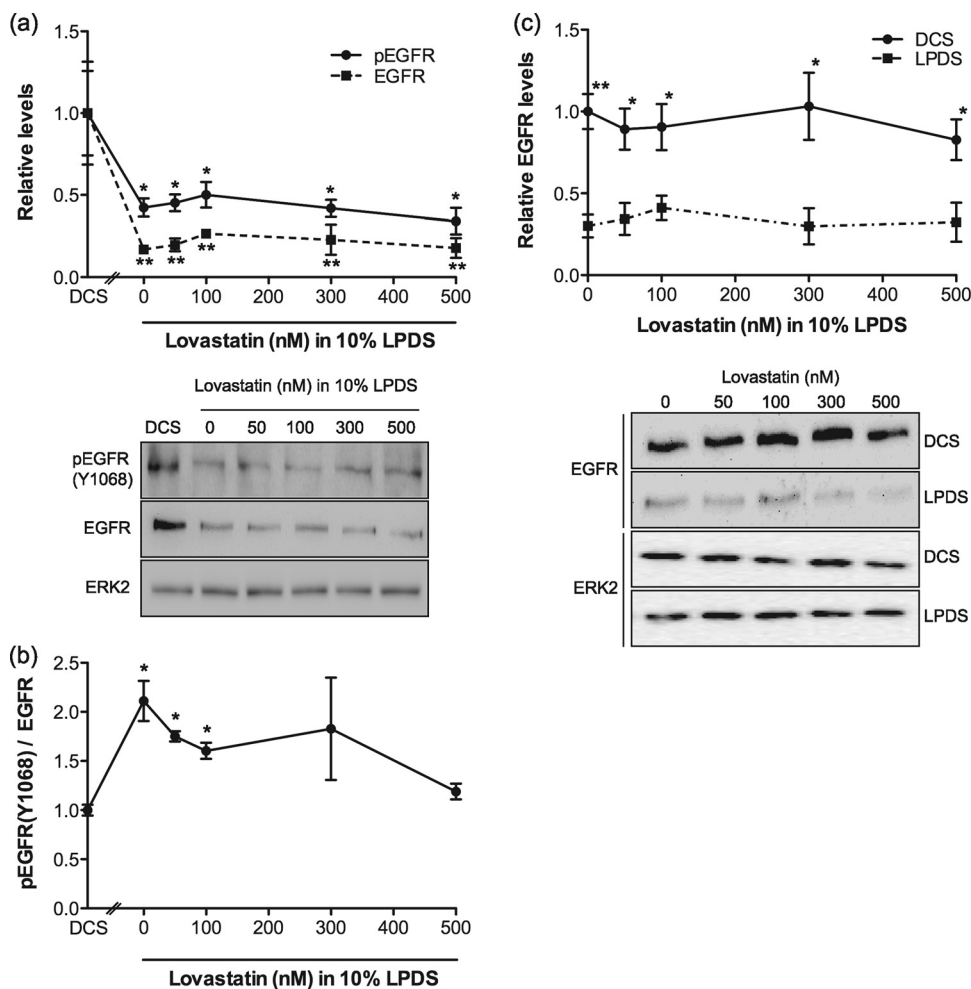 (a)
1.5
1.0
0.5
0.0
Relative levels
pEGFR
EGFR
* * * * *
** ** ** ** **
DCS 0 100 200 300 400 500
Lovastatin (nM) in 10% LPDS
Lovastatin (nM) in 10% LPDS
DCS 0 50 100 300 500
pEGFR
(Y1068)
EGFR
ERK2
(b)
2.5
2.0
1.5
1.0
0.5
0.0
pEGFR(Y1068) / EGFR
* * *
DCS 0 100 200 300 400 500
Lovastatin (nM) in 10% LPDS
(c)
1.5
1.0
0.5
0.0
Relative EGFR levels
DCS
LPDS
** * * * *
0 100 200 300 400 500
Lovastatin (nM) in 10% LPDS
Lovastatin (nM)
0 50 100 300 500
EGFR
DCS
LPDS
ERK2
DCS
LPDS